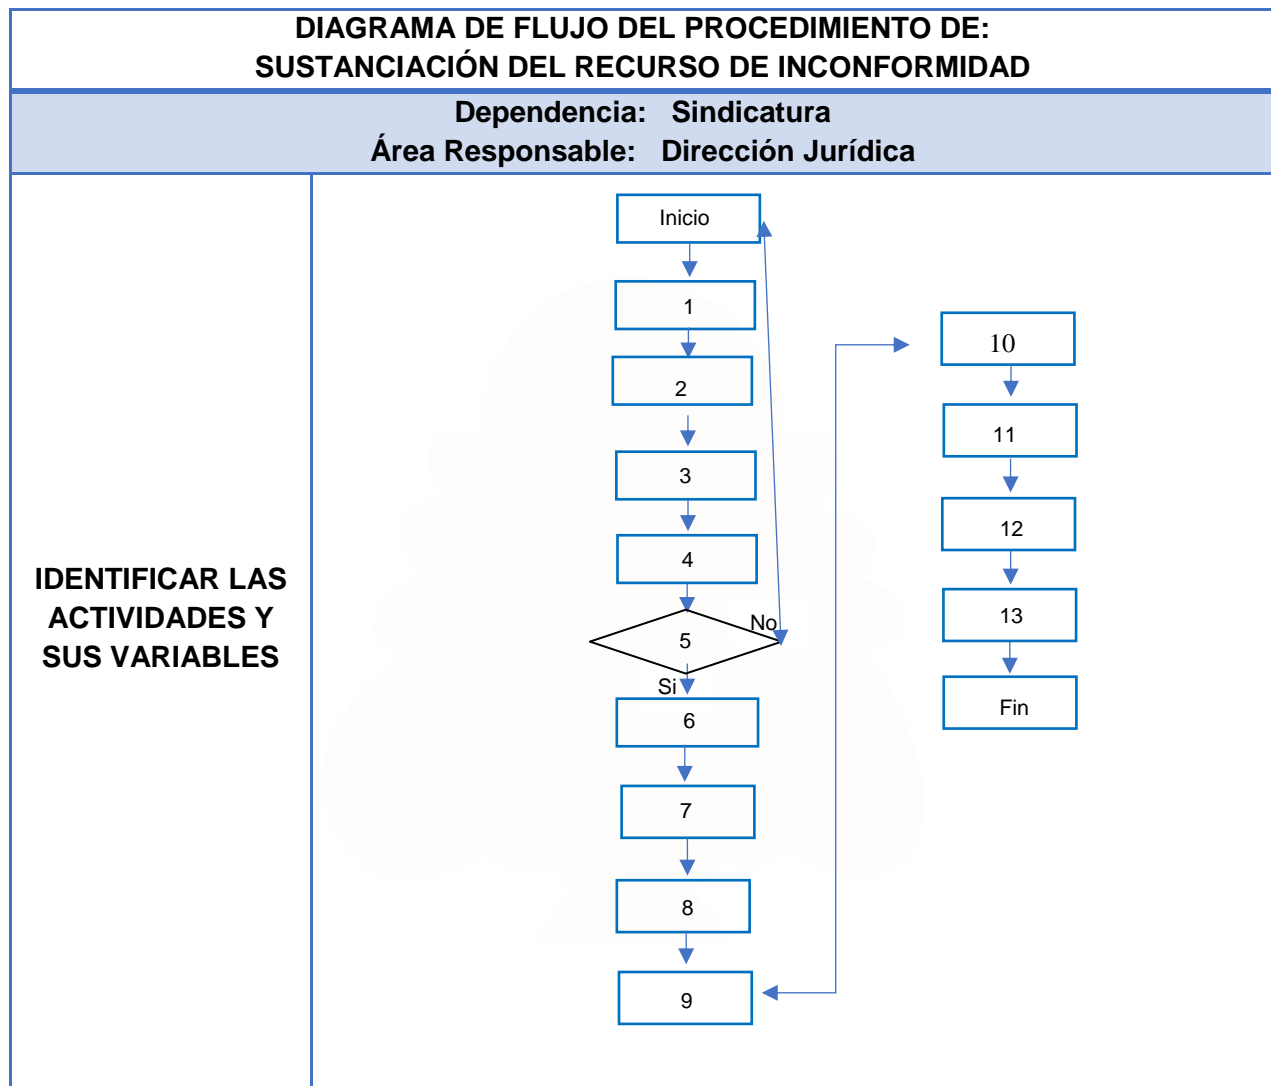 DIAGRAMA DE FLUJO DEL PROCEDIMIENTO DE:
SUSTANCIACIÓN DEL RECURSO DE INCONFORMIDAD
Dependencia: Sindicatura
Área Responsable: Dirección Jurídica
IDENTIFICAR LAS
ACTIVIDADES Y
SUS VARIABLES
Inicio
1
2
3
4
5
No
Si
6
7
8
9
10
11
12
13
Fin